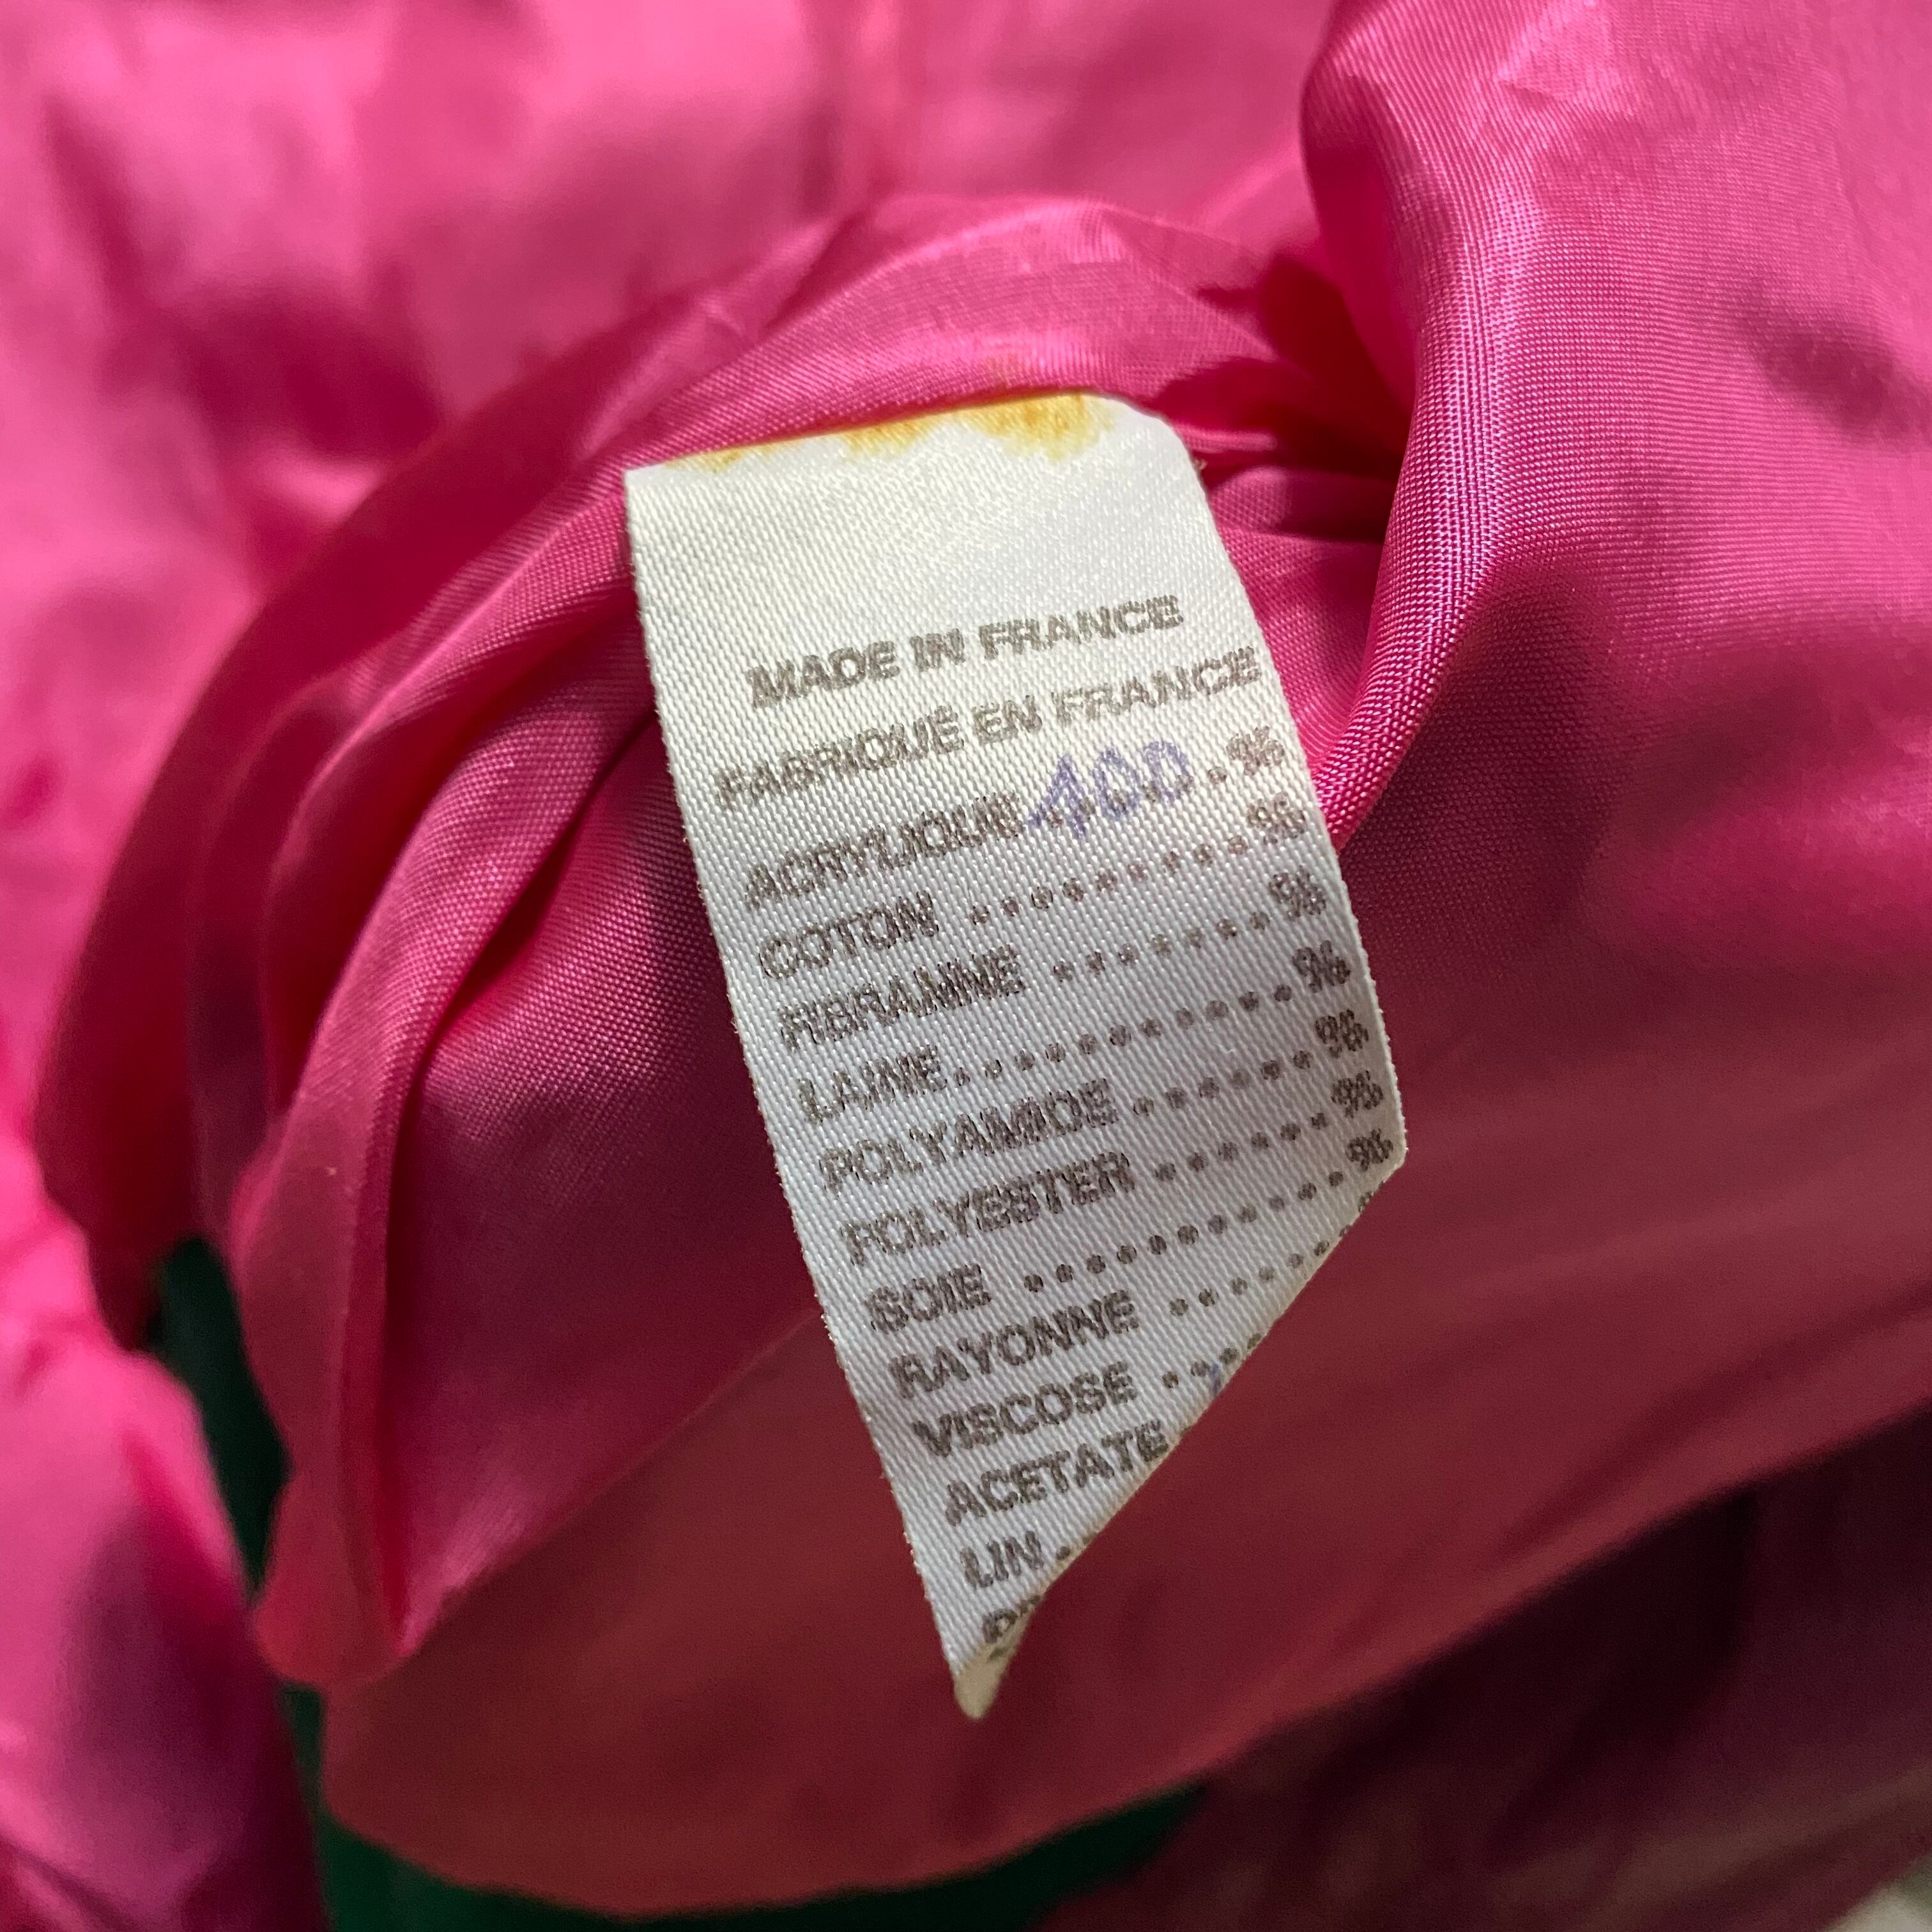 MADE IN FRANCE
FABRIQUÉ EN FRANCE
ACRYLIQUE 100 . %
COTON .......... %
FIBRANNE ........ %
LAINE ........... %
POLYAMIDE ...... %
POLYESTER ...... %
SOIE ........... %
RAYONNE ......
VISCOSE ..
ACETATE
LIN .